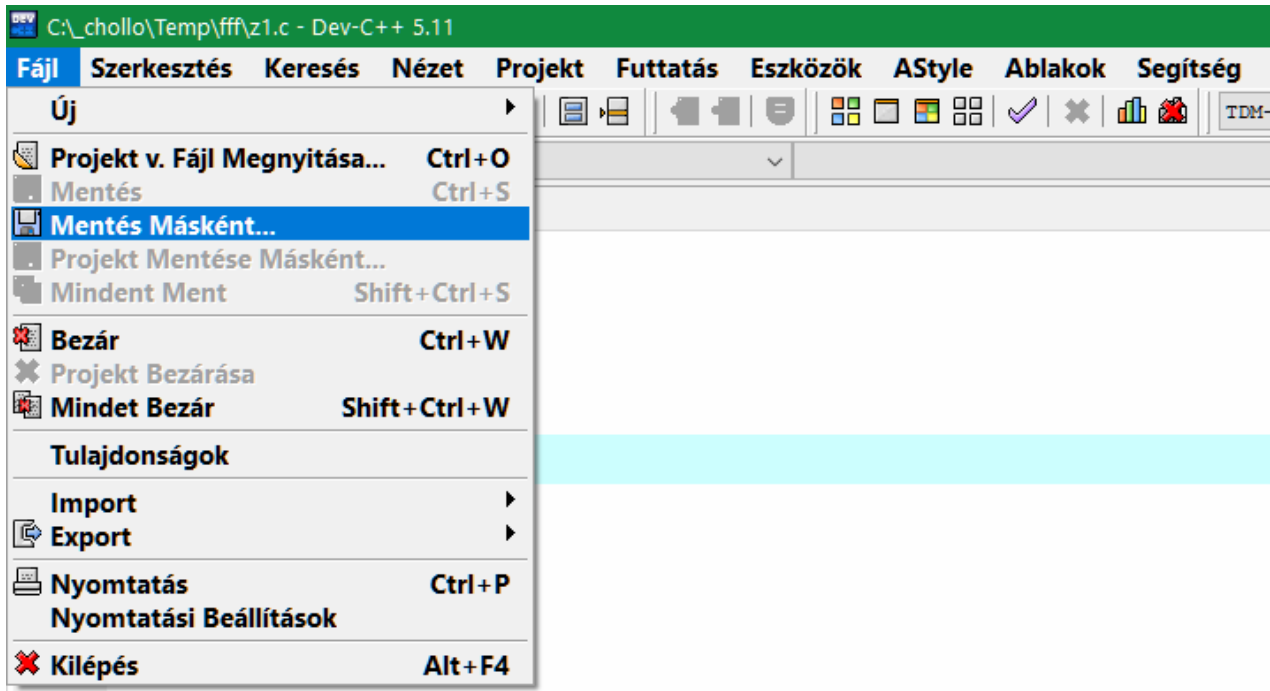 C:\_chollo\Temp\fff\z1.c - Dev-C++ 5.11
Fájl Szerkesztés Keresés Nézet Projekt Futtatás Eszközök AStyle Ablakok Segítség
Új
TDM-
Projekt v. Fájl Megnyitása... Ctrl+O
Mentés Ctrl+S
Mentés Másként...
Projekt Mentése Másként...
Mindent Ment Shift+Ctrl+S
Bezár Ctrl+W
Projekt Bezárása
Mindet Bezár Shift+Ctrl+W
Tulajdonságok
Import
Export
Nyomtatás Ctrl+P
Nyomtatási Beállítások
Kilépés Alt+F4